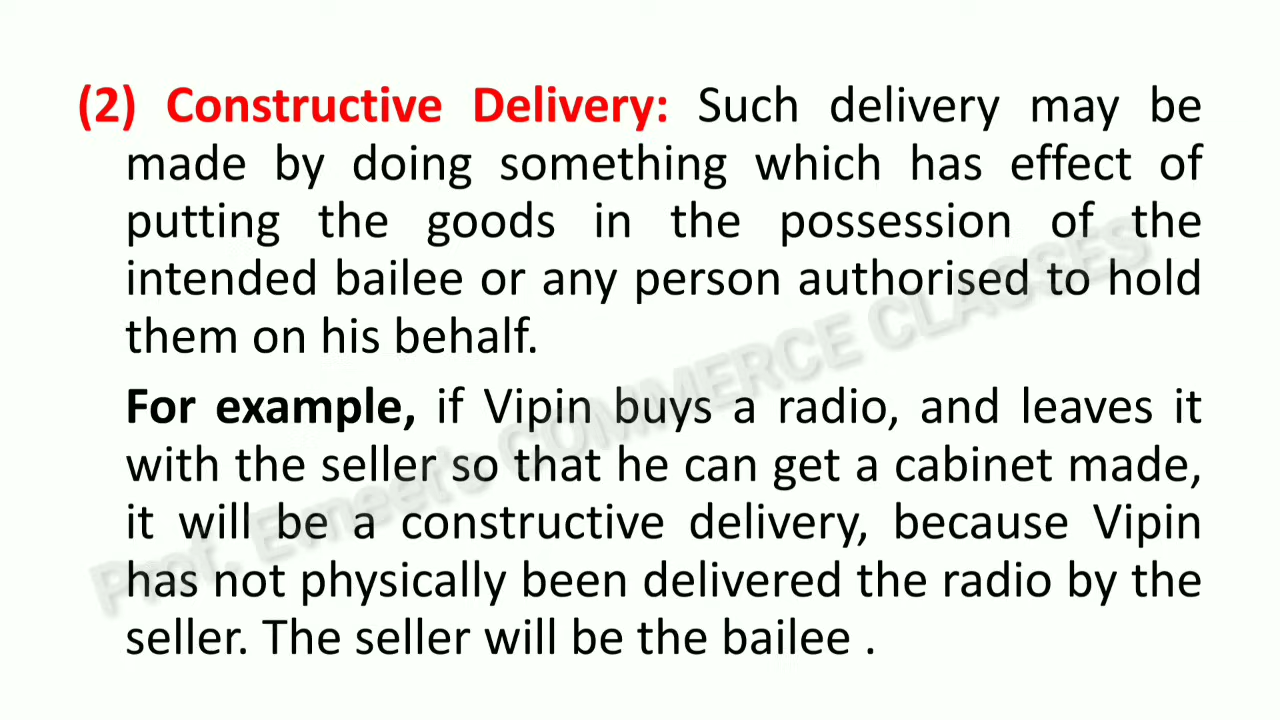 (2) Constructive Delivery: Such delivery may be
made by doing something which has effect of
putting the goods in the possession of the
intended bailee or any person authorised to hold
them on his behalf.
For example, if Vipin buys a radio, and leaves it
with the seller so that he can get a cabinet made,
it will be a constructive delivery, because Vipin
has not physically been delivered the radio by the
seller. The seller will be the bailee .
Prof. Emeet's COMMERCE CLASSES